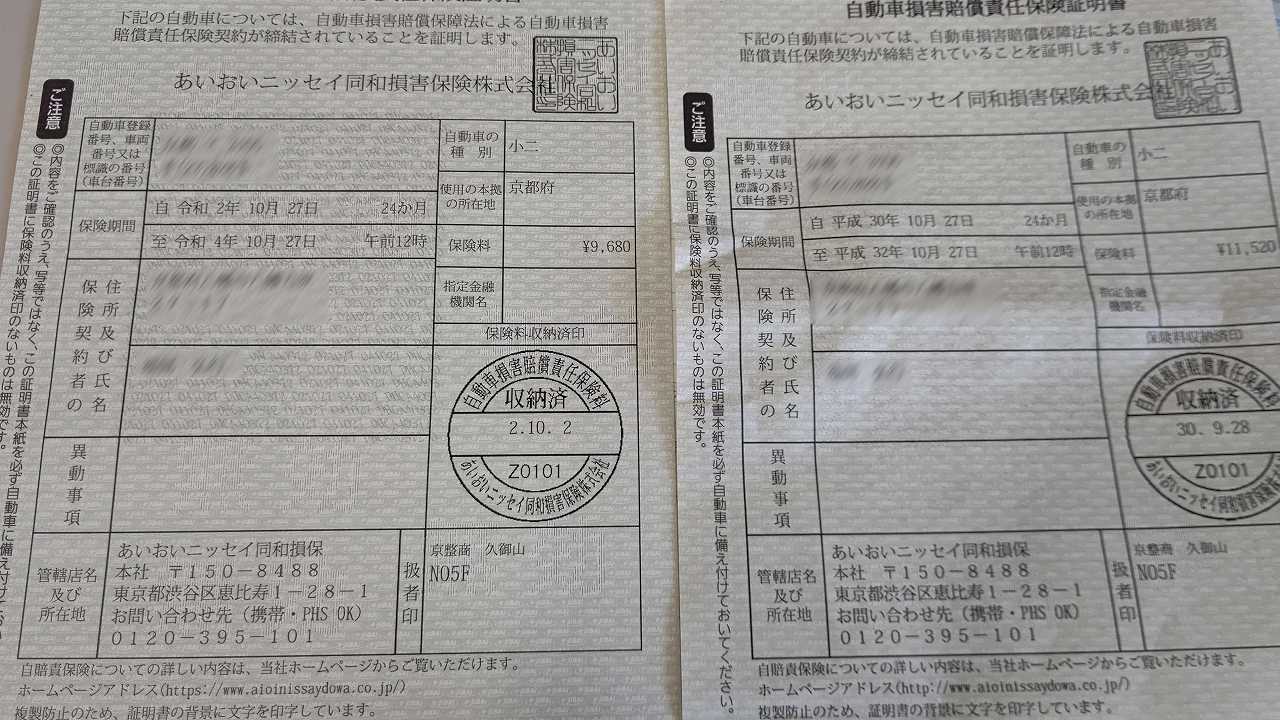 下記の自動車については、自動車損害賠償保障法による自動車損害
賠償責任保険契約が締結されていることを証明します。
あいおいニッセイ同和損害保険株式会社
ご注意
◎内容をご確認のうえ、写等ではなく、この証明書本紙を必ず自動車に備え付けて
◎この証明書に保険料収納済印のないものは無効です。
自動車登録
番号、車両
番号又は
標識の番号
(車台番号)
自動車の
種 別
小二
使用の本拠
の所在地
京都府
保険期間
自 令和 2年 10月 27日 24か月
至 令和 4年 10月 27日 午前12時
保険料
¥9,680
指定金融
機関名
保険契約者の
住所及び氏名
保険料収納済印
自動車損害賠償責任保険料
収納済
2.10. 2
Z0101
あいおいニッセイ同和損害保険株式会社
異動事項
管轄店名
及び
所在地
あいおいニッセイ同和損保
本社 〒150-8488
東京都渋谷区恵比寿1-28-1
お問い合わせ先(携帯・PHS OK)
0120-395-101
扱者印
京整商 久御山
N05F
自賠責保険についての詳しい内容は、当社ホームページからご覧いただけます。
ホームページアドレス(https://www.aioinissaydowa.co.jp/)
複製防止のため、証明書の背景に文字を印字しています。
自動車損害賠償責任保険証明書
下記の自動車については、自動車損害賠償保障法による自動車損害
賠償責任保険契約が締結されていることを証明します。
あいおいニッセイ同和損害保険株式会社
ご注意
◎内容をご確認のうえ、写等ではなく、この証明書本紙を必ず自動車に備え付けておいてください。
◎この証明書に保険料収納済印のないものは無効です。
自動車登録
番号、車両
番号又は
標識の番号
(車台番号)
自動車の
種 別
小二
使用の本拠
の所在地
京都府
保険期間
自 平成 30年 10月 27日 24か月
至 平成 32年 10月 27日 午前12時
保険料
¥11,520
指定金融
機関名
保険契約者の
住所及び氏名
保険料収納済印
自動車損害賠償責任保険料
収納済
30. 9.28
Z0101
あいおいニッセイ同和損害保険株式会社
異動事項
管轄店名
及び
所在地
あいおいニッセイ同和損保
本社 〒150-8488
東京都渋谷区恵比寿1-28-1
お問い合わせ先(携帯・PHS OK)
0120-395-101
扱者印
京整商 久御山
N05F
自賠責保険についての詳しい内容は、当社ホームページからご覧いただけます。
ホームページアドレス(https://www.aioinissaydowa.co.jp/)
複製防止のため、証明書の背景に文字を印字しています。